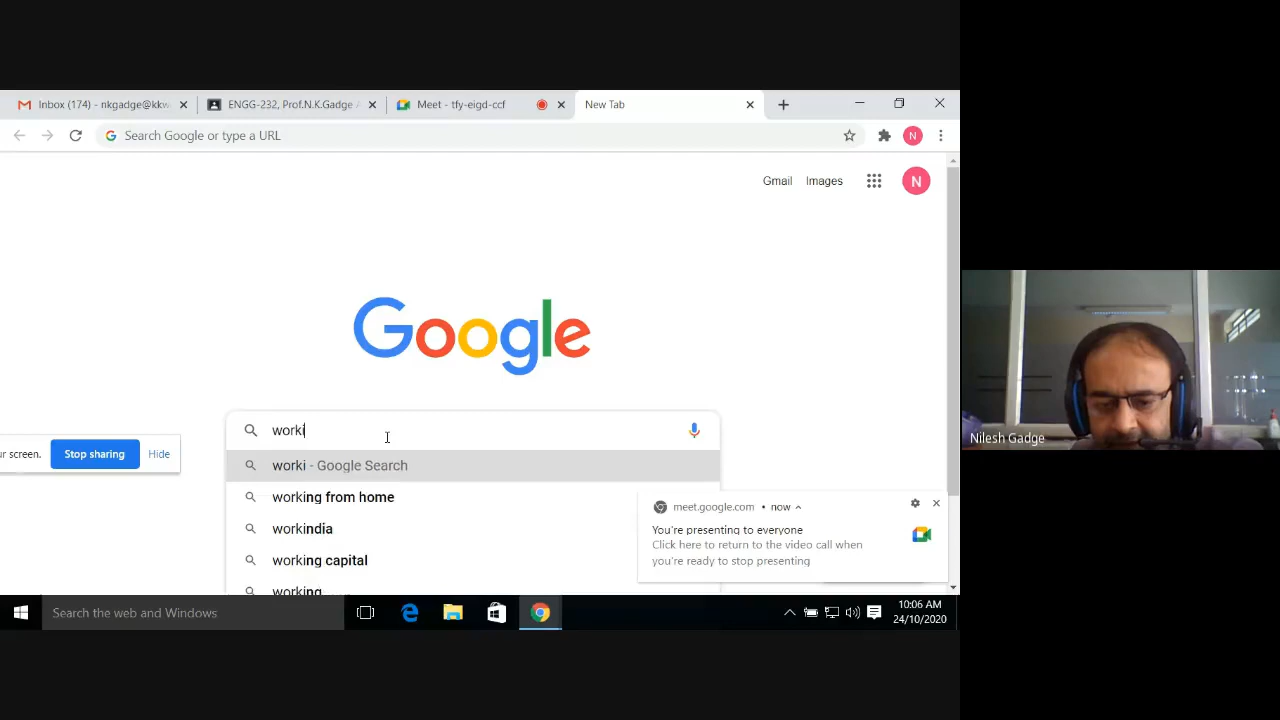 Inbox (174) - nkgadge@kkw
ENGG-232, Prof.N.K.Gadge
Meet - tfy-eigd-ccf
New Tab
Search Google or type a URL
N
Gmail
Images
N
Google
worki
ur screen.
Stop sharing
Hide
worki - Google Search
working from home
workindia
working capital
working
meet.google.com • now
You're presenting to everyone
Click here to return to the video call when
you're ready to stop presenting
Nilesh Gadge
Search the web and Windows
10:06 AM
24/10/2020